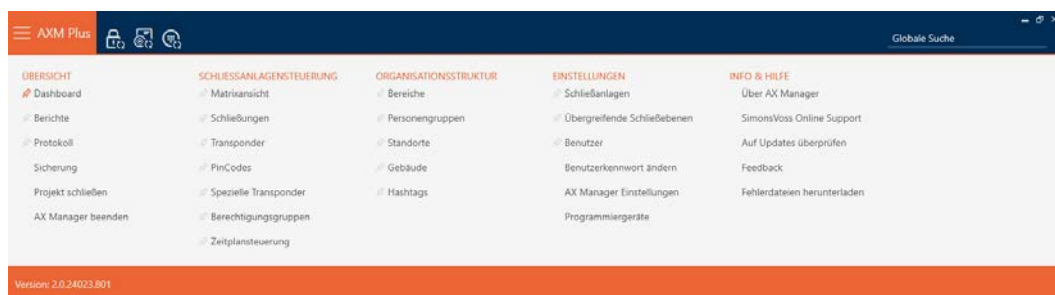 AXM Plus
Globale Suche
ÜBERSICHT
Dashboard
Berichte
Protokoll
Sicherung
Projekt schließen
AX Manager beenden
SCHLIESSANLAGENSTEUERUNG
Matrixansicht
Schließungen
Transponder
PinCodes
Spezielle Transponder
Berechtigungsgruppen
Zeitplansteuerung
ORGANISATIONSSTRUKTUR
Bereiche
Personengruppen
Standorte
Gebäude
Hashtags
EINSTELLUNGEN
Schließanlagen
Übergreifende Schließebenen
Benutzer
Benutzerkennwort ändern
AX Manager Einstellungen
Programmiergeräte
INFO & HILFE
Über AX Manager
SimonsVoss Online Support
Auf Updates überprüfen
Feedback
Fehlerdateien herunterladen
Version: 2.0.24023.801